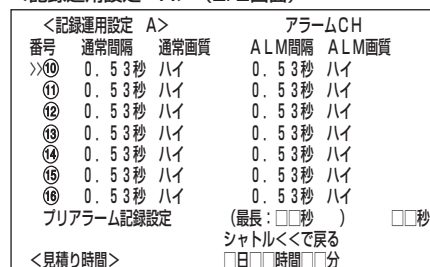 <記録運用設定 A> アラームCH
番号 通常間隔 通常画質 ALM間隔 ALM画質
>>⑩ 0.53秒 ハイ 0.53秒 ハイ
⑪ 0.53秒 ハイ 0.53秒 ハイ
⑫ 0.53秒 ハイ 0.53秒 ハイ
⑬ 0.53秒 ハイ 0.53秒 ハイ
⑭ 0.53秒 ハイ 0.53秒 ハイ
⑮ 0.53秒 ハイ 0.53秒 ハイ
⑯ 0.53秒 ハイ 0.53秒 ハイ
プリアラーム記録設定 (最長:□□秒 ) □□秒
シャトル<<で戻る
<見積り時間> □日□□時間□□分